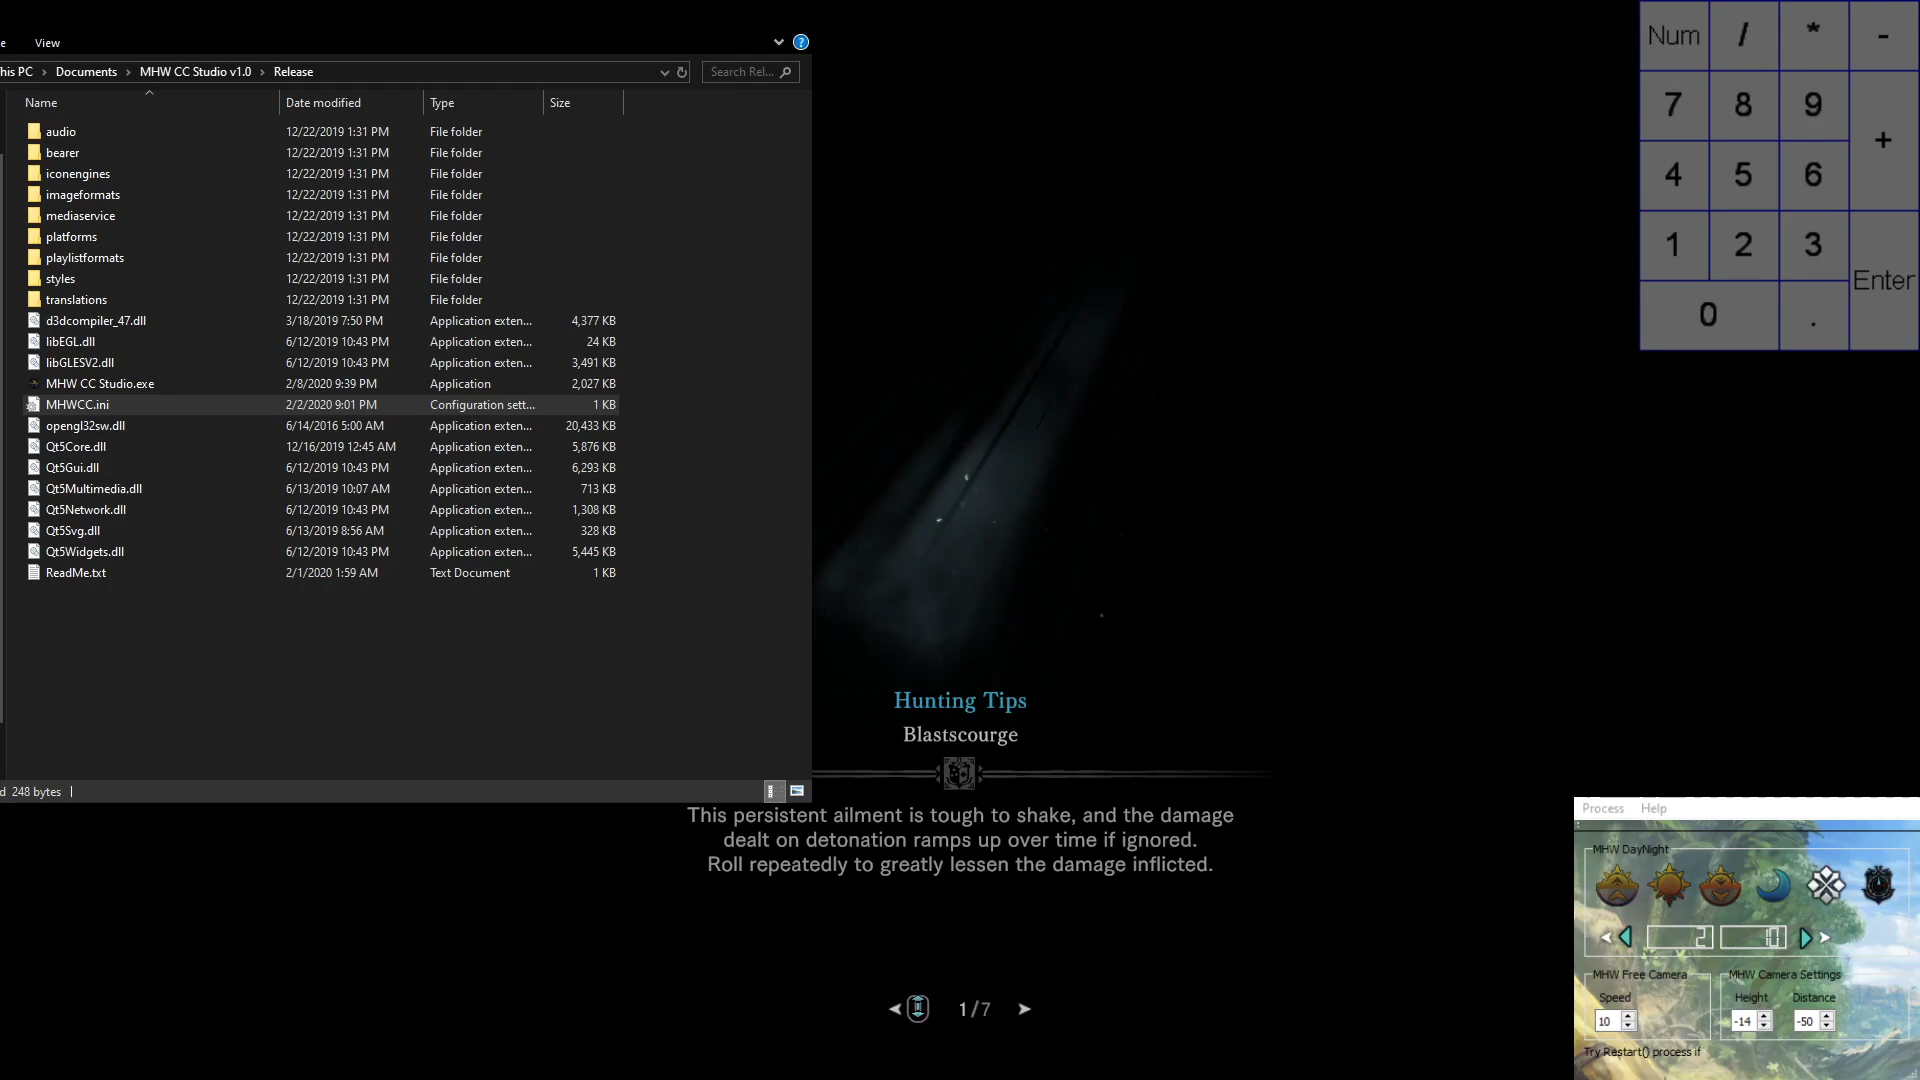 e View
his PC > Documents > MHW CC Studio v1.0 > Release
Search Rel...
Name Date modified Type Size
audio 12/22/2019 1:31 PM File folder
bearer 12/22/2019 1:31 PM File folder
iconengines 12/22/2019 1:31 PM File folder
imageformats 12/22/2019 1:31 PM File folder
mediaservice 12/22/2019 1:31 PM File folder
platforms 12/22/2019 1:31 PM File folder
playlistformats 12/22/2019 1:31 PM File folder
styles 12/22/2019 1:31 PM File folder
translations 12/22/2019 1:31 PM File folder
d3dcompiler_47.dll 3/18/2019 7:50 PM Application exten... 4,377 KB
libEGL.dll 6/12/2019 10:43 PM Application exten... 24 KB
libGLESV2.dll 6/12/2019 10:43 PM Application exten... 3,491 KB
MHW CC Studio.exe 2/8/2020 9:39 PM Application 2,027 KB
MHWCC.ini 2/2/2020 9:01 PM Configuration sett... 1 KB
opengl32sw.dll 6/14/2016 5:00 AM Application exten... 20,433 KB
Qt5Core.dll 12/16/2019 12:45 AM Application exten... 5,876 KB
Qt5Gui.dll 6/12/2019 10:43 PM Application exten... 6,293 KB
Qt5Multimedia.dll 6/13/2019 10:07 AM Application exten... 713 KB
Qt5Network.dll 6/12/2019 10:43 PM Application exten... 1,308 KB
Qt5Svg.dll 6/13/2019 8:56 AM Application exten... 328 KB
Qt5Widgets.dll 6/12/2019 10:43 PM Application exten... 5,445 KB
ReadMe.txt 2/1/2020 1:59 AM Text Document 1 KB
d 248 bytes
Num / * -
7 8 9 +
4 5 6
1 2 3 Enter
0 .
Hunting Tips
Blastscourge
This persistent ailment is tough to shake, and the damage
dealt on detonation ramps up over time if ignored.
Roll repeatedly to greatly lessen the damage inflicted.
1/7
Process Help
MHW DayNight
2 10
MHW Free Camera MHW Camera Settings
Speed Height Distance
10 -14 -50
Try Restart() process if